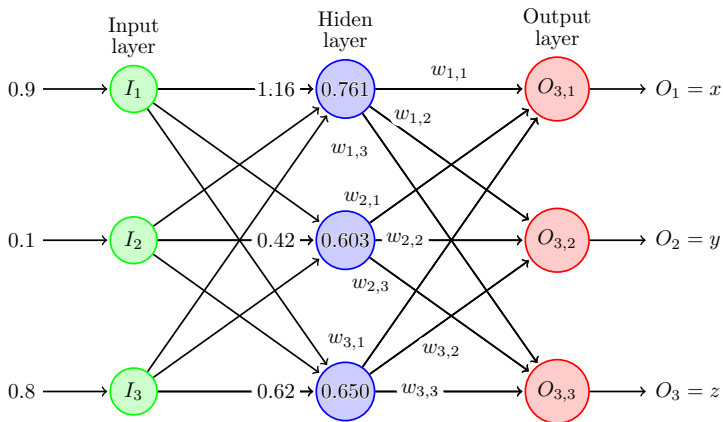 Input
layer
Hiden
layer
Output
layer
0.9
I1
1.16
0.761
w1,1
O3,1
O1 = x
w1,2
w1,3
w2,1
0.1
I2
0.42
0.603
w2,2
O3,2
O2 = y
w2,3
w3,1
w3,2
0.8
I3
0.62
0.650
w3,3
O3,3
O3 = z